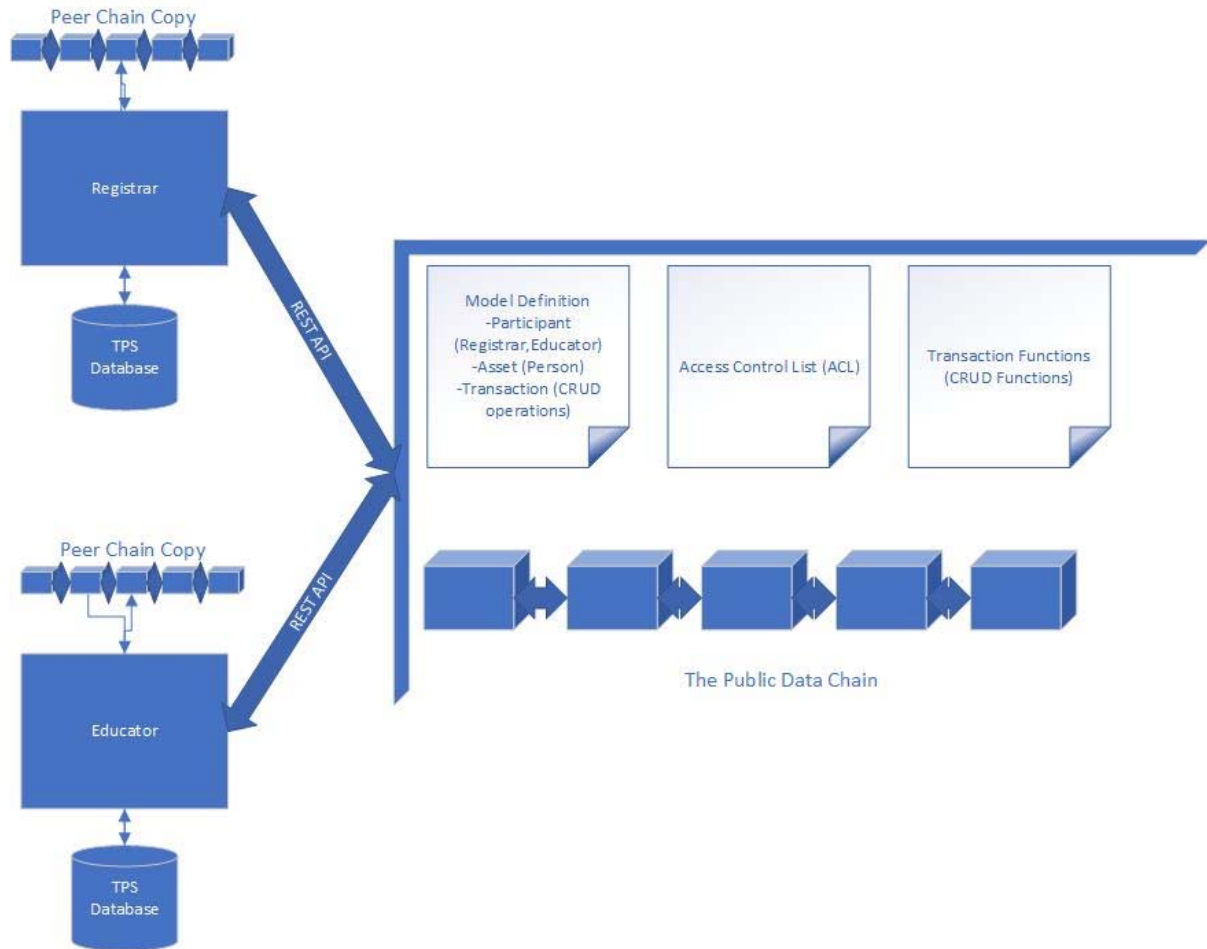 Peer Chain Copy
Registrar
TPS
Database
REST API
Model Definition
-Participant
(Registrar,Educator)
-Asset (Person)
-Transaction (CRUD
operations)
Access Control List (ACL)
Transaction Functions
(CRUD Functions)
Peer Chain Copy
REST API
Educator
The Public Data Chain
TPS
Database